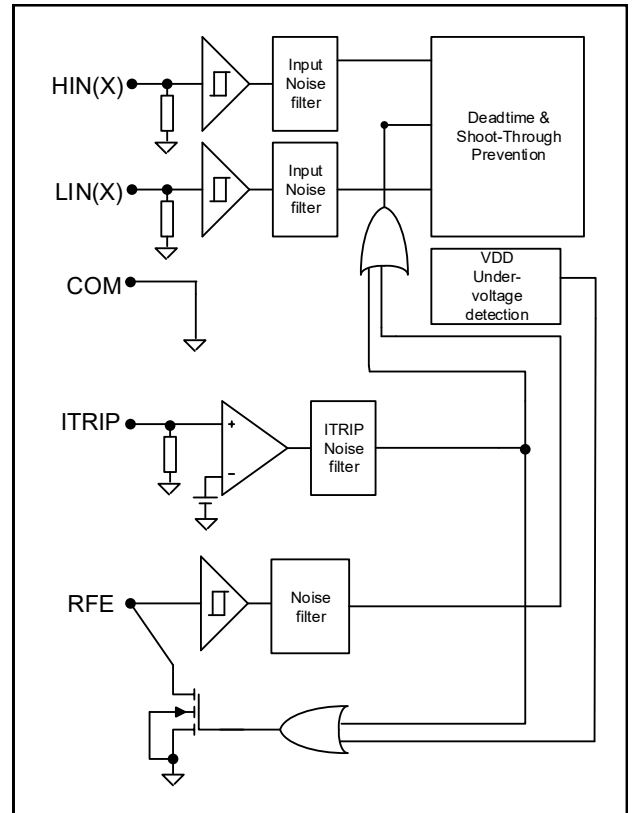 HIN(X)
Input
Noise
filter
Deadtime &
Shoot-Through
Prevention
LIN(X)
Input
Noise
filter
VDD
Under-
voltage
detection
COM
ITRIP
+
−
ITRIP
Noise
filter
RFE
Noise
filter